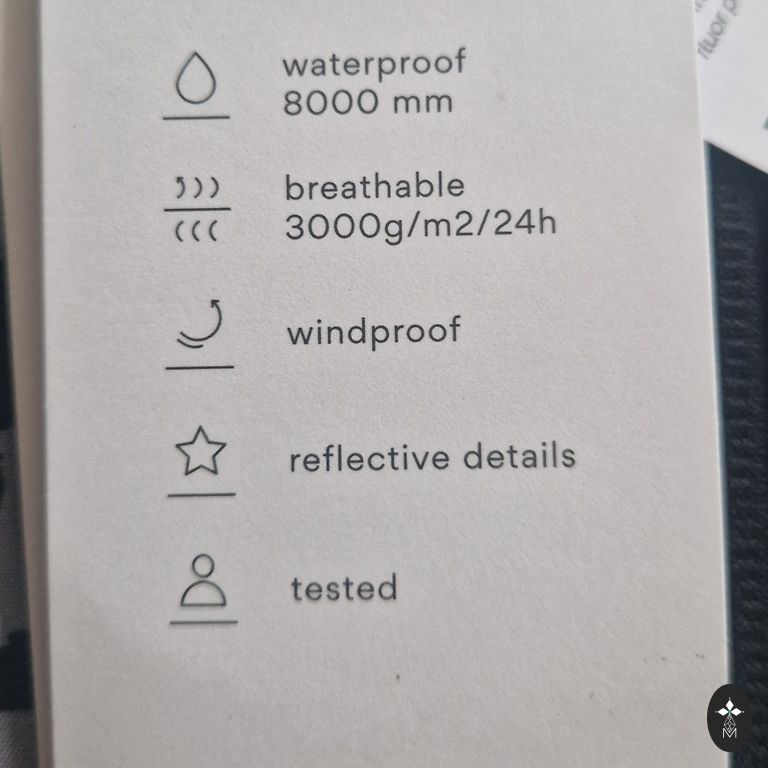 waterproof
8000 mm
breathable
3000g/m2/24h
windproof
reflective details
tested